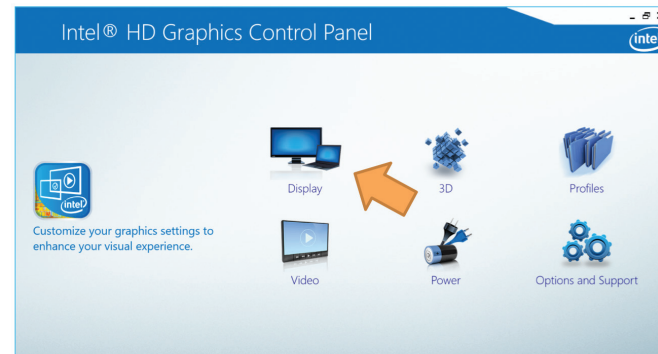 Intel® HD Graphics Control Panel
Display
3D
Profiles
(intel)
Customize your graphics settings to
enhance your visual experience.
Video
Power
Options and Support